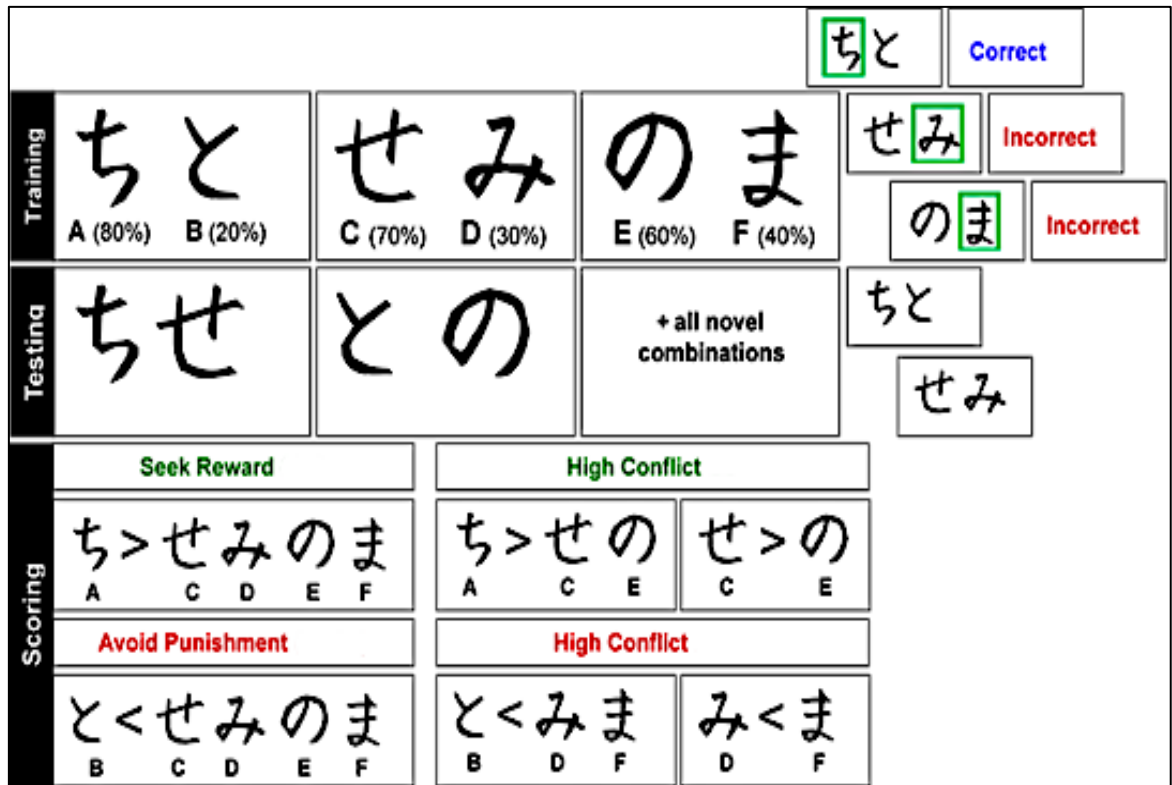 ちと Correct
Training
ちと せみ のま
A (80%) B (20%) C (70%) D (30%) E (60%) F (40%)
せみ Incorrect
のま Incorrect
Testing
ちせ との + all novel combinations
ちと
せみ
Scoring
Seek Reward High Conflict
ち > せみのま ち > せの せ > の
A C D E F A C E C E
Avoid Punishment High Conflict
と < せみのま と < みま み < ま
B C D E F B D F D F